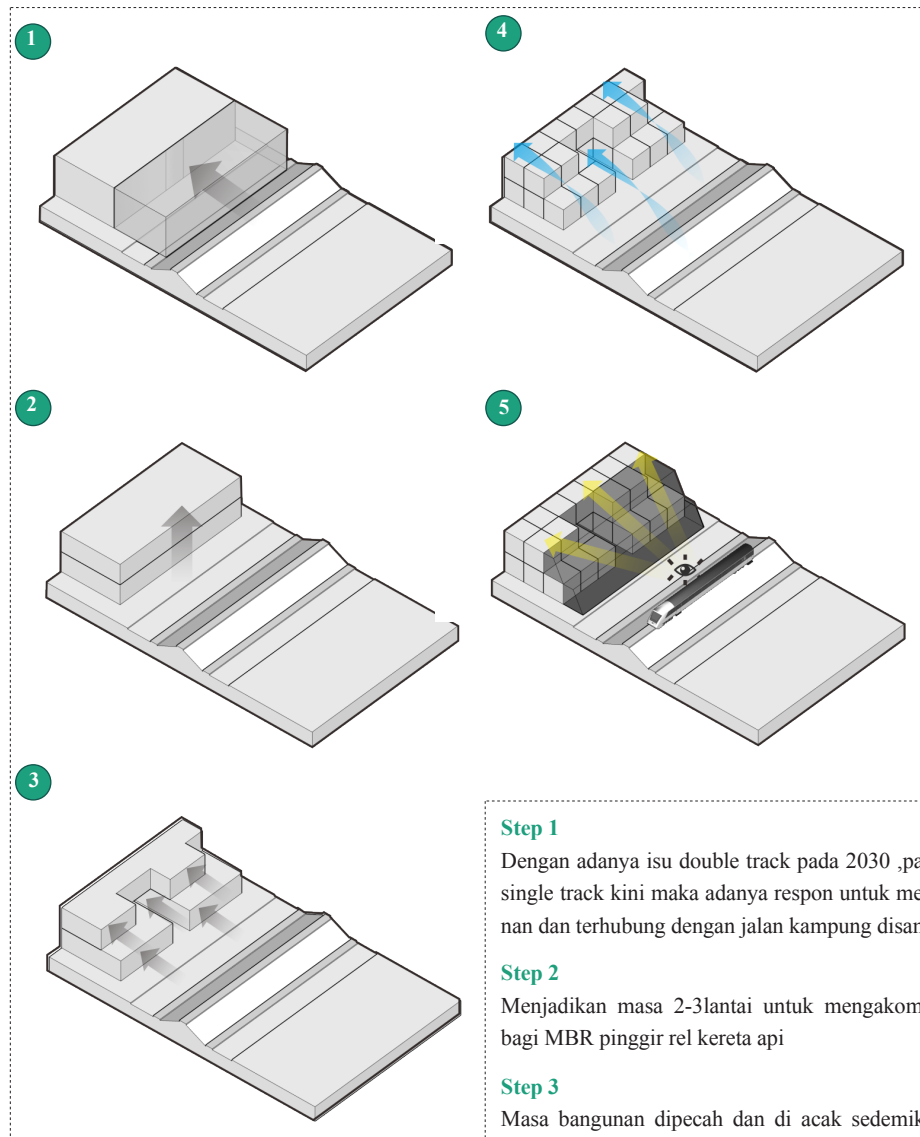 1
4
2
5
3
Step 1
Dengan adanya isu double track pada 2030 ,pa
single track kini maka adanya respon untuk me
nan dan terhubung dengan jalan kampung disan
Step 2
Menjadikan masa 2-3lantai untuk mengakom
bagi MBR pinggir rel kereta api
Step 3
Masa bangunan dipecah dan di acak sedemik